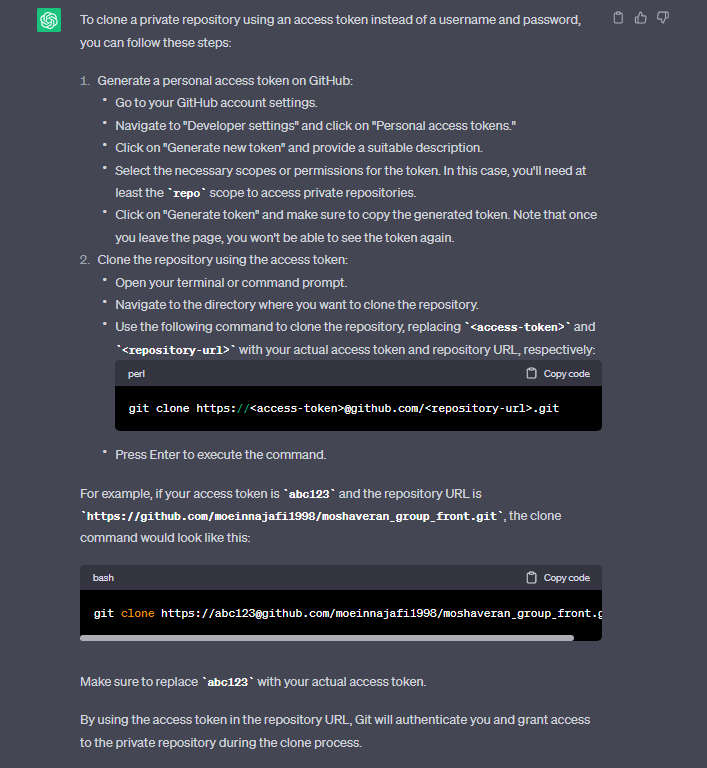 To clone a private repository using an access token instead of a username and password,
you can follow these steps:
1. Generate a personal access token on GitHub:
• Go to your GitHub account settings.
• Navigate to "Developer settings" and click on "Personal access tokens."
• Click on "Generate new token" and provide a suitable description.
• Select the necessary scopes or permissions for the token. In this case, you'll need at
least the `repo` scope to access private repositories.
• Click on "Generate token" and make sure to copy the generated token. Note that once
you leave the page, you won't be able to see the token again.
2. Clone the repository using the access token:
• Open your terminal or command prompt.
• Navigate to the directory where you want to clone the repository.
• Use the following command to clone the repository, replacing `<access-token>` and
`<repository-url>` with your actual access token and repository URL, respectively:
perl Copy code
git clone https://<access-token>@github.com/<repository-url>.git
• Press Enter to execute the command.
For example, if your access token is `abc123` and the repository URL is
`https://github.com/moeinnajafi1998/moshaveran_group_front.git`, the clone
command would look like this:
bash Copy code
git clone https://abc123@github.com/moeinnajafi1998/moshaveran_group_front.g
Make sure to replace `abc123` with your actual access token.
By using the access token in the repository URL, Git will authenticate you and grant access
to the private repository during the clone process.